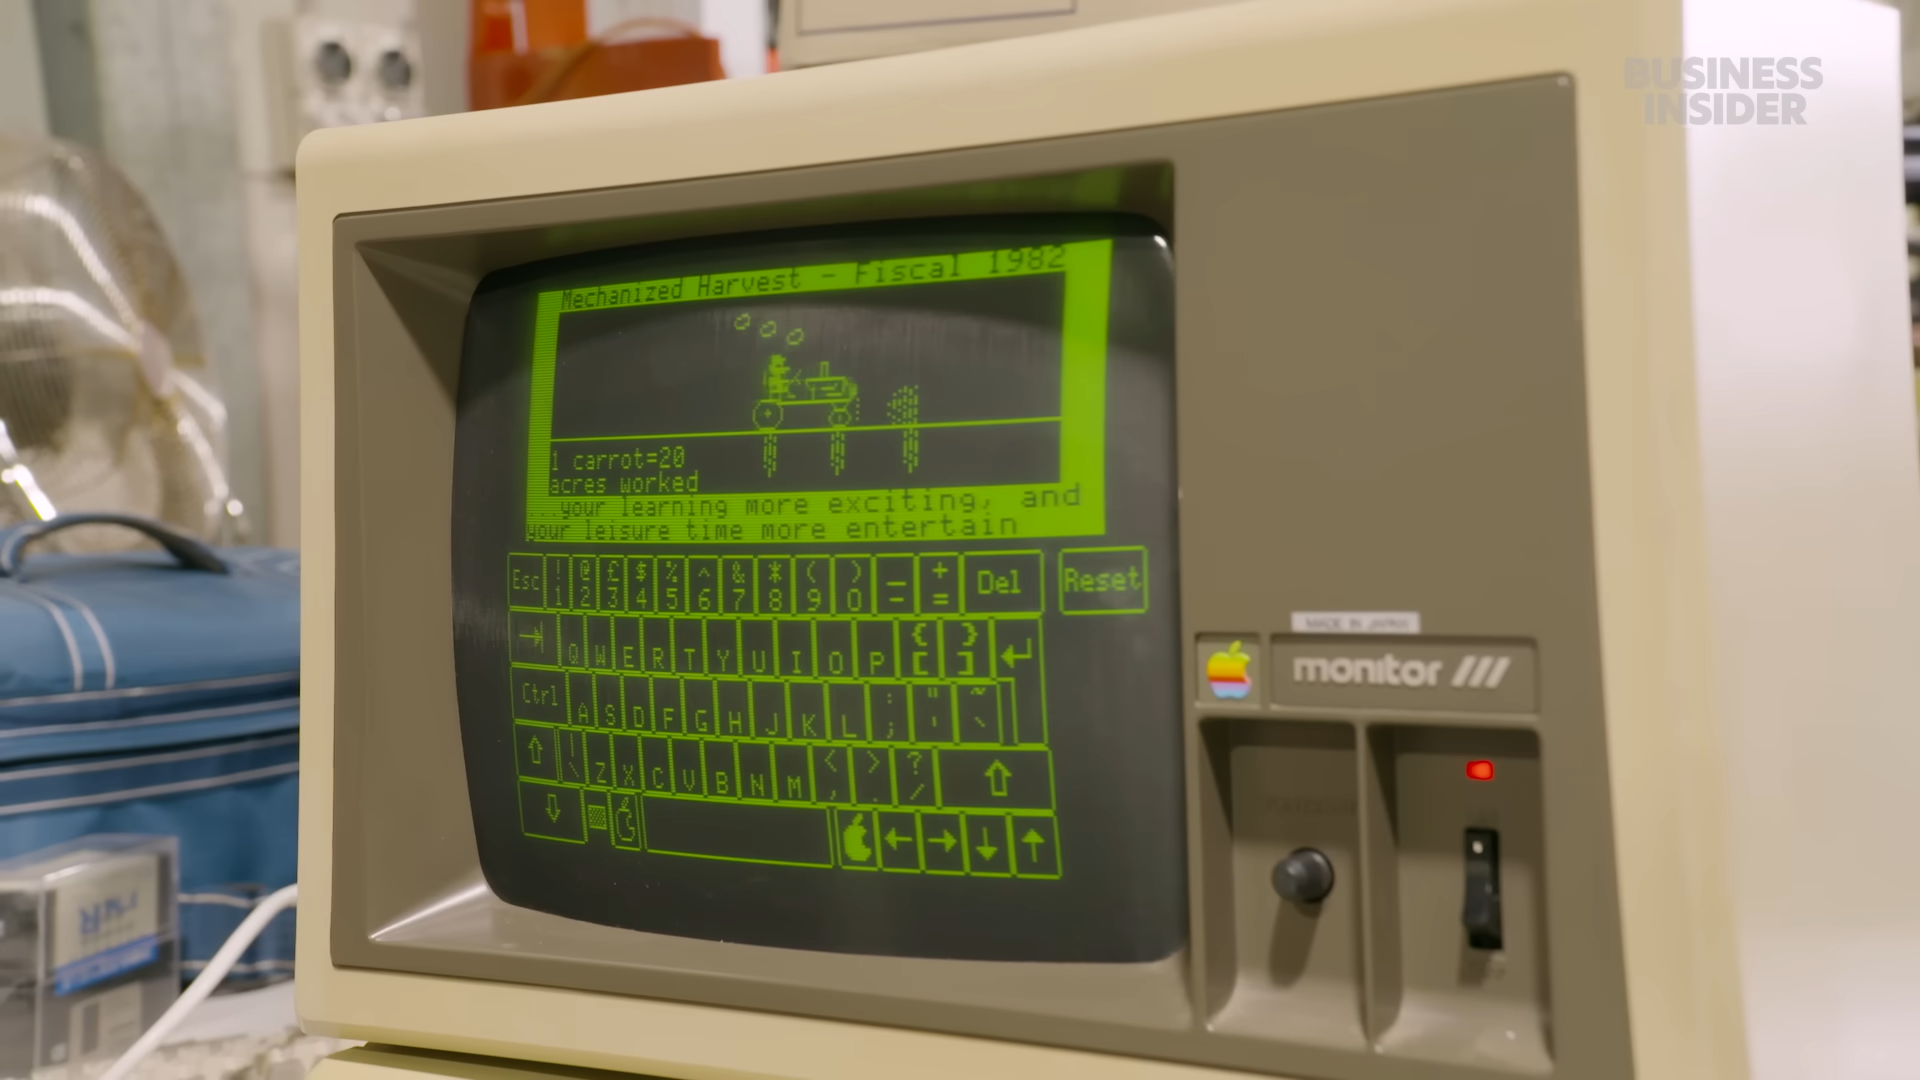 BUSINESS
INSIDER
Mechanized Harvest - Fiscal 1982
1 carrot=20
acres worked
your learning more exciting, and
your leisure time more entertain
Esc ! 1 @ 2 £ 3 $ 4 % 5 ^ 6 & 7 * 8 ( 9 ) 0 _ - + = Del Reset
→| Q W E R T Y U I O P { [ } ] ↵
Ctrl A S D F G H J K L : ; " ' ~ `
⇧ | \ Z X C V B N M < , > . ? / ⇧
⇩ ← → ↓ ↑
MADE IN JAPAN
monitor ///